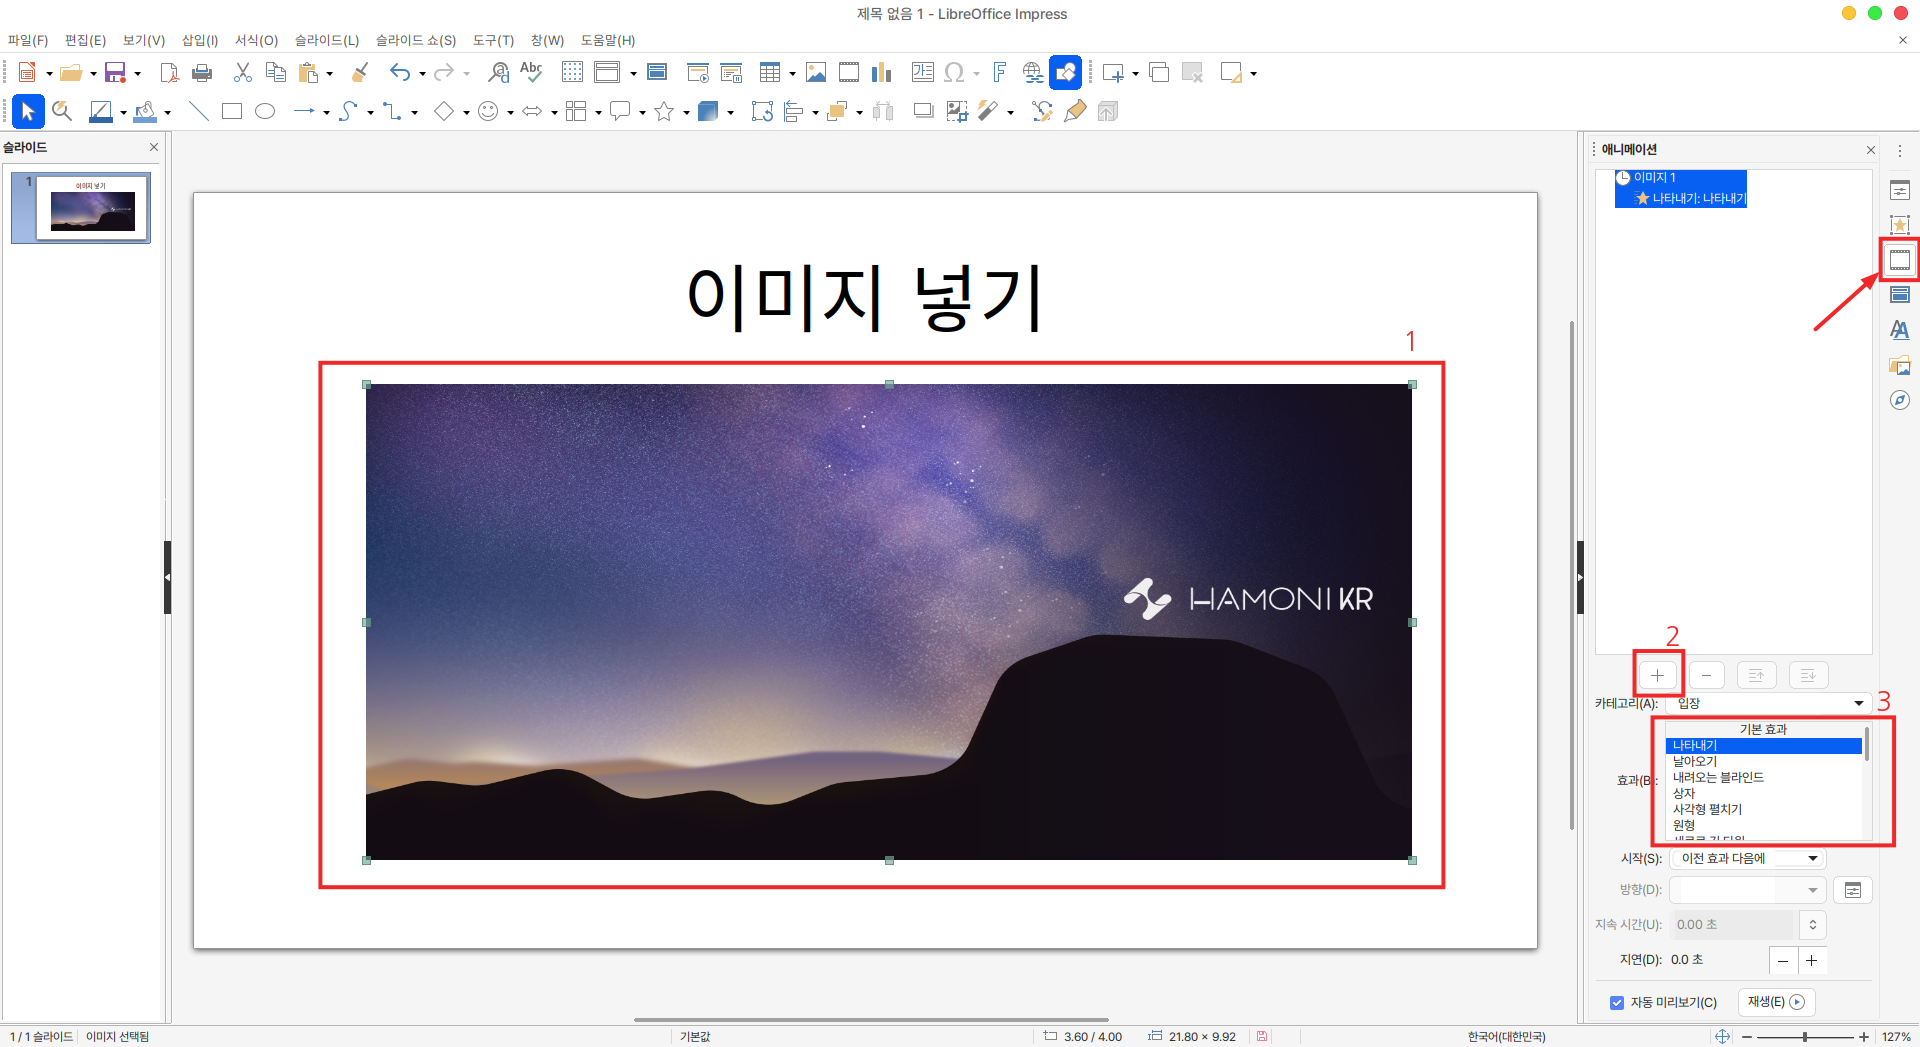 제목 없음 1 - LibreOffice Impress
파일(F) 편집(E) 보기(V) 삽입(I) 서식(O) 슬라이드(L) 슬라이드 쇼(S) 도구(T) 창(W) 도움말(H)
Abc
슬라이드
1
이미지 넣기
이미지 넣기
1
HAMONIKR
애니메이션
이미지 1
나타내기: 나타내기
2
카테고리(A): 입장
3
기본 효과
나타내기
효과(B):
날아오기
내려오는 블라인드
상자
사각형 펼치기
원형
시작(S): 이전 효과 다음에
방향(D):
지속 시간(U): 0.00 초
지연(D): 0.0 초
자동 미리보기(C) 재생(E)
1 / 1 슬라이드 이미지 선택됨 기본값 3.60 / 4.00 21.80 × 9.92 한국어(대한민국) 127%